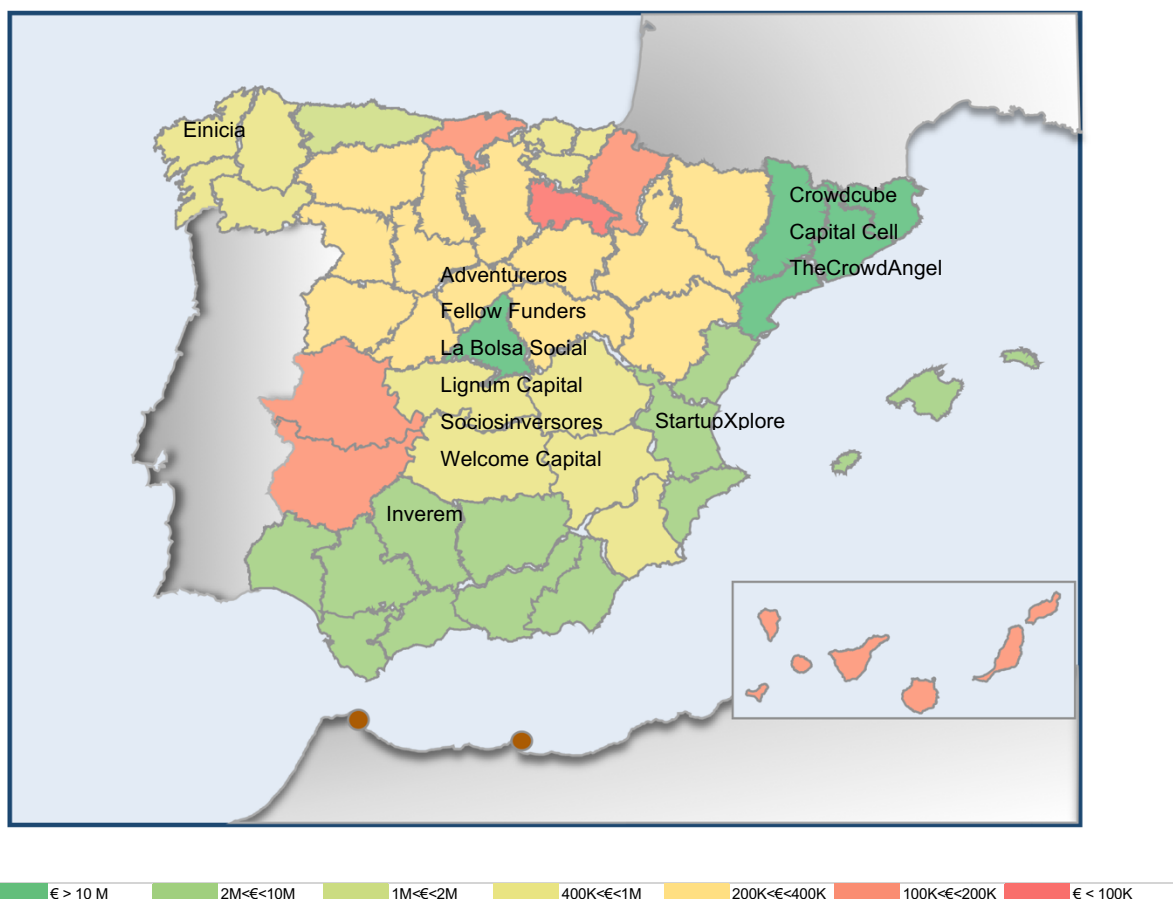 Einicia
Crowdcube
Capital Cell
TheCrowdAngel
Adventureros
Fellow Funders
La Bolsa Social
Lignum Capital
Sociosinversores
StartupXplore
Welcome Capital
Inverem
€ > 10 M
2M<€<10M
1M<€<2M
400K<€<1M
200K<€<400K
100K<€<200K
€ < 100K